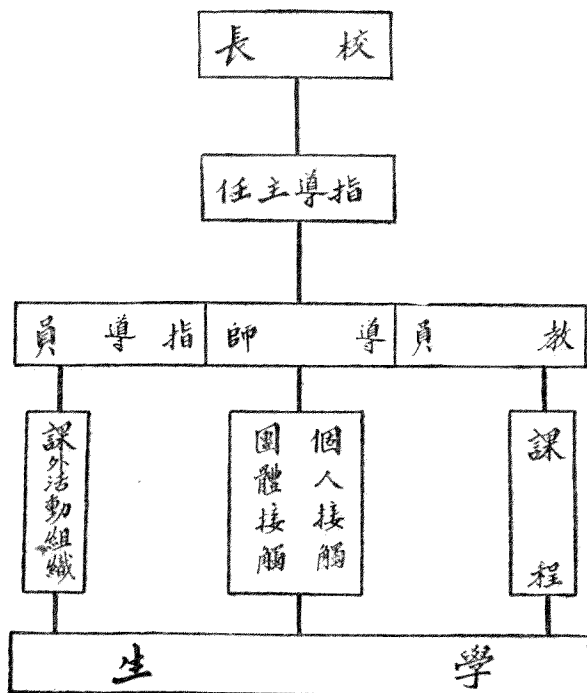 校長
指導主任
教員
導師
指導員
課程
個人接觸
團體接觸
課外活動組織
學生